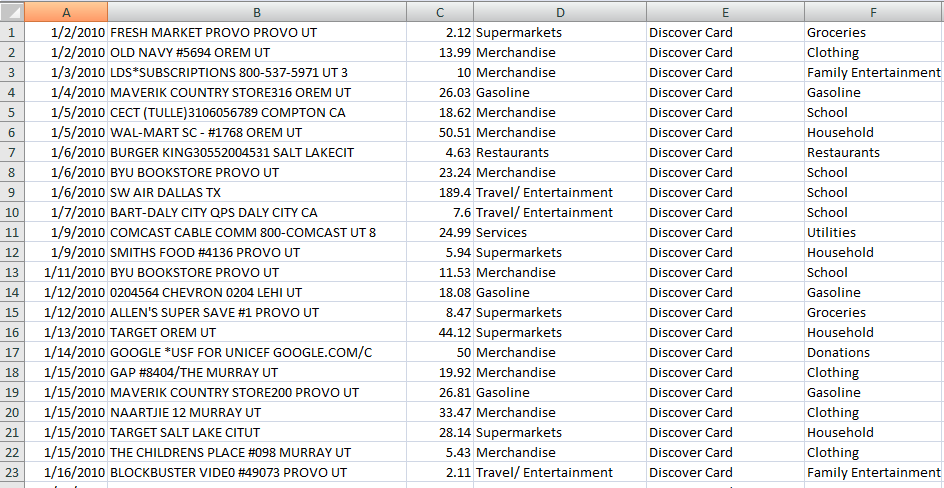 A B C D E F
1 1/2/2010 FRESH MARKET PROVO PROVO UT 2.12 Supermarkets Discover Card Groceries
2 1/2/2010 OLD NAVY #5694 OREM UT 13.99 Merchandise Discover Card Clothing
3 1/3/2010 LDS*SUBSCRIPTIONS 800-537-5971 UT 3 10 Merchandise Discover Card Family Entertainment
4 1/4/2010 MAVERIK COUNTRY STORE316 OREM UT 26.03 Gasoline Discover Card Gasoline
5 1/5/2010 CECT (TULLE)3106056789 COMPTON CA 18.62 Merchandise Discover Card School
6 1/5/2010 WAL-MART SC - #1768 OREM UT 50.51 Merchandise Discover Card Household
7 1/6/2010 BURGER KING30552004531 SALT LAKECIT 4.63 Restaurants Discover Card Restaurants
8 1/6/2010 BYU BOOKSTORE PROVO UT 23.24 Merchandise Discover Card School
9 1/6/2010 SW AIR DALLAS TX 189.4 Travel/ Entertainment Discover Card School
10 1/7/2010 BART-DALY CITY QPS DALY CITY CA 7.6 Travel/ Entertainment Discover Card School
11 1/9/2010 COMCAST CABLE COMM 800-COMCAST UT 8 24.99 Services Discover Card Utilities
12 1/9/2010 SMITHS FOOD #4136 PROVO UT 5.94 Supermarkets Discover Card Household
13 1/11/2010 BYU BOOKSTORE PROVO UT 11.53 Merchandise Discover Card School
14 1/12/2010 0204564 CHEVRON 0204 LEHI UT 18.08 Gasoline Discover Card Gasoline
15 1/12/2010 ALLEN'S SUPER SAVE #1 PROVO UT 8.47 Supermarkets Discover Card Groceries
16 1/13/2010 TARGET OREM UT 44.12 Supermarkets Discover Card Household
17 1/14/2010 GOOGLE *USF FOR UNICEF GOOGLE.COM/C 50 Merchandise Discover Card Donations
18 1/15/2010 GAP #8404/THE MURRAY UT 19.92 Merchandise Discover Card Clothing
19 1/15/2010 MAVERIK COUNTRY STORE200 PROVO UT 26.81 Gasoline Discover Card Gasoline
20 1/15/2010 NAARTJIE 12 MURRAY UT 33.47 Merchandise Discover Card Clothing
21 1/15/2010 TARGET SALT LAKE CITUT 28.14 Supermarkets Discover Card Household
22 1/15/2010 THE CHILDRENS PLACE #098 MURRAY UT 5.43 Merchandise Discover Card Clothing
23 1/16/2010 BLOCKBUSTER VIDE0 #49073 PROVO UT 2.11 Travel/ Entertainment Discover Card Family Entertainment